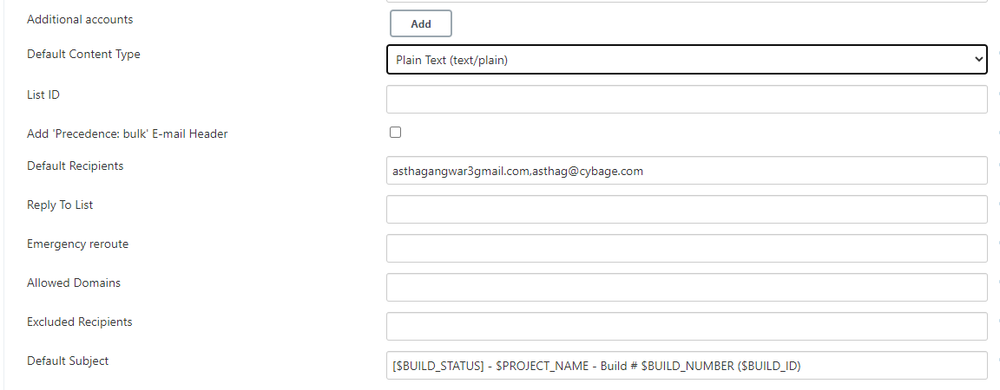 Additional accounts
Add
Default Content Type
Plain Text (text/plain)
List ID
Add 'Precedence: bulk' E-mail Header
Default Recipients
asthagangwar3gmail.com,asthag@cybage.com
Reply To List
Emergency reroute
Allowed Domains
Excluded Recipients
Default Subject
[$BUILD_STATUS] - $PROJECT_NAME - Build # $BUILD_NUMBER ($BUILD_ID)